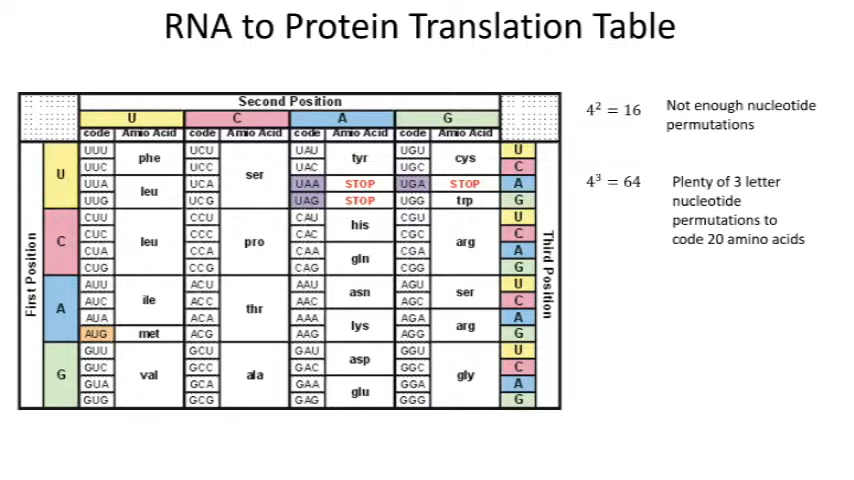 RNA to Protein Translation Table
Second Position
U C A G
code Amio Acid code Amio Acid code Amio Acid code Amio Acid
First Position
Third Position
U
UUU phe UCU ser UAU tyr UGU cys U
UUC UCC UAC UGC C
UUA leu UCA UAA STOP UGA STOP A
UUG UCG UAG STOP UGG trp G
C
CUU leu CCU pro CAU his CGU arg U
CUC CCC CAC CGC C
CUA CCA CAA gln CGA A
CUG CCG CAG CGG G
A
AUU ile ACU thr AAU asn AGU ser U
AUC ACC AAC AGC C
AUA ACA AAA lys AGA arg A
AUG met ACG AAG AGG G
G
GUU val GCU ala GAU asp GGU gly U
GUC GCC GAC GGC C
GUA GCA GAA glu GGA A
GUG GCG GAG GGG G
4² = 16
Not enough nucleotide
permutations
4³ = 64
Plenty of 3 letter
nucleotide
permutations to
code 20 amino acids